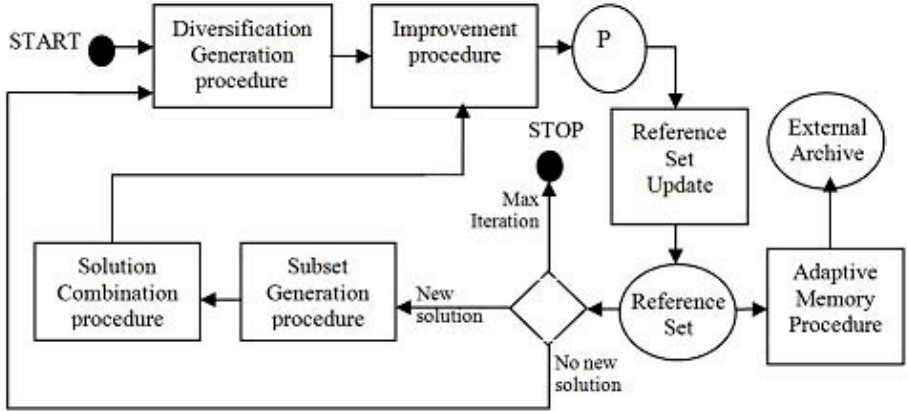 START
Diversification
Generation
procedure
Improvement
procedure
P
STOP
Reference
Set
Update
External
Archive
Max
Iteration
Solution
Combination
procedure
Subset
Generation
procedure
New
solution
Reference
Set
Adaptive
Memory
Procedure
No new
solution